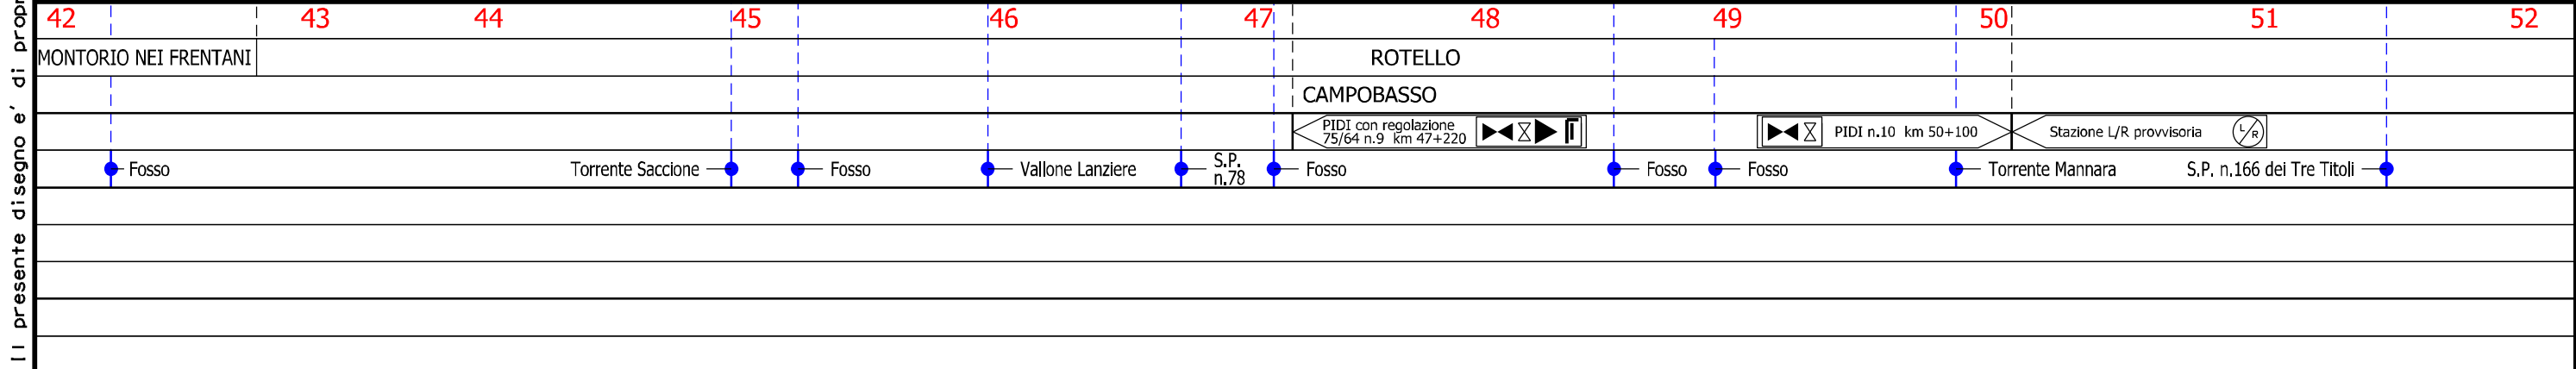 42 43 44 45 46 47 48 49 50 51 52
MONTORIO NEI FRENTANI ROTELLO
CAMPOBASSO
PIDI con regolazione
75/64 n.9 km 47+220
PIDI n.10 km 50+100
Stazione L/R provvisoria
L/R
Fosso
Torrente Saccione
Fosso
Vallone Lanziere
S.P.
n.78
Fosso
Fosso
Fosso
Torrente Mannara
S.P. n.166 dei Tre Titoli
presente disegno e' di propr